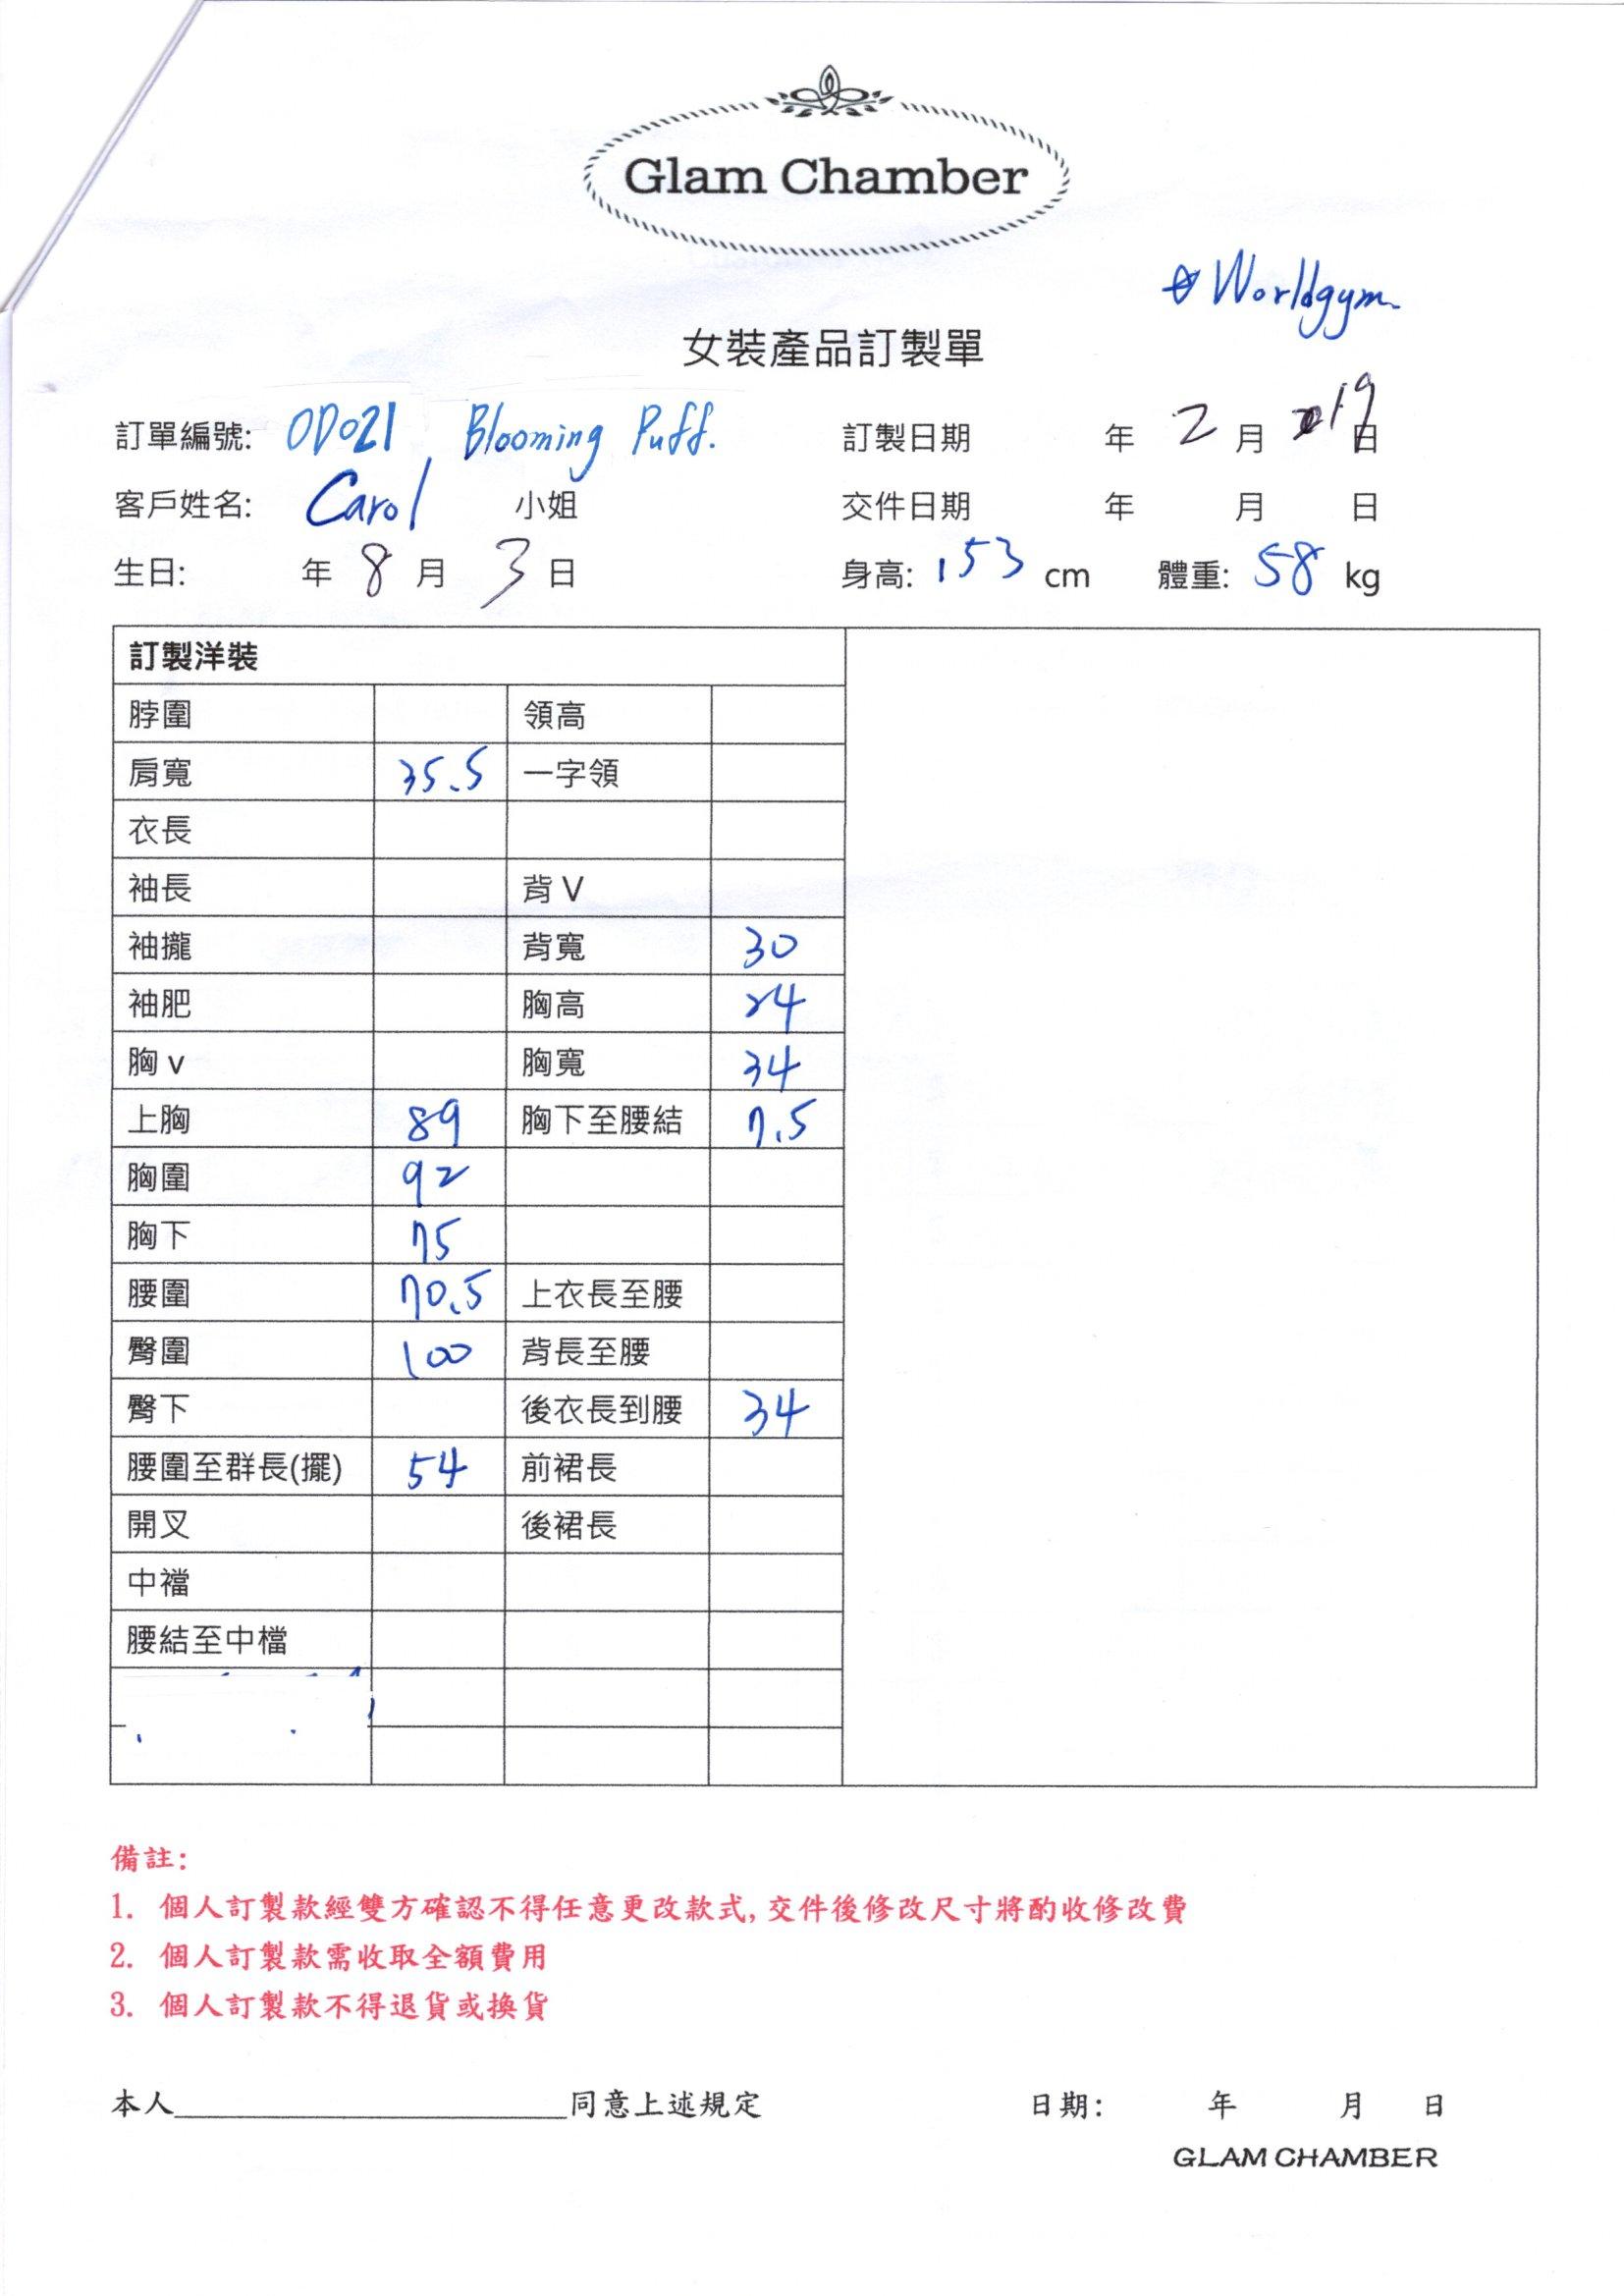 Glam Chamber
☆Worldgym.
女裝產品訂製單
訂單編號: OD021 Blooming Puff. 訂製日期 年 2 月 19 日
客戶姓名: Carol 小姐 交件日期 年 月 日
生日: 年 8 月 3 日 身高: 153 cm 體重: 58 kg
訂製洋裝
脖圍 領高
肩寬 35.5 一字領
衣長
袖長 背 V
袖攏 背寬 30
袖肥 胸高 24
胸 v 胸寬 34
上胸 89 胸下至腰結 7.5
胸圍 92
胸下 75
腰圍 70.5 上衣長至腰
臀圍 100 背長至腰
臀下 後衣長到腰 34
腰圍至群長(擺) 54 前裙長
開叉 後裙長
中襠
腰結至中檔
備註:
1. 個人訂製款經雙方確認不得任意更改款式, 交件後修改尺寸將酌收修改費
2. 個人訂製款需收取全額費用
3. 個人訂製款不得退貨或換貨
本人____________________同意上述規定 日期: 年 月 日
GLAM CHAMBER